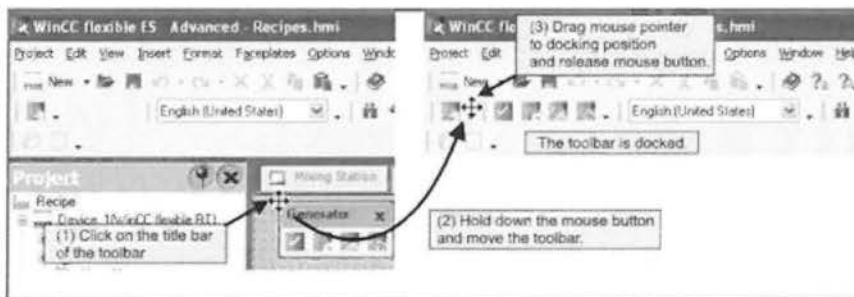 WinCC flexible ES Advanced - Recipes.hmi
Project Edit View Insert Format Faceplates Options Windo
New
English (United States)
Project
Recipe
Device_1(WinCC flexible RT)
Mixing Station
Generator x
(1) Click on the title bar
of the toolbar
WinCC fle
s.hmi
Project Edit
Options Window Hel
New
English (United States)
(3) Drag mouse pointer
to docking position
and release mouse button.
The toolbar is docked
(2) Hold down the mouse button
and move the toolbar.